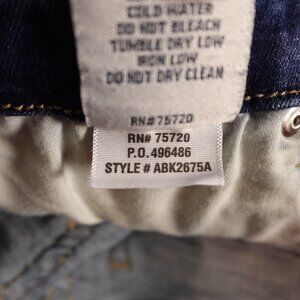 COLD WATER
DO NOT BLEACH
TUMBLE DRY LOW
IRON LOW
DO NOT DRY CLEAN
RN#75720
RN# 75720
P.O. 496486
STYLE # ABK2675A